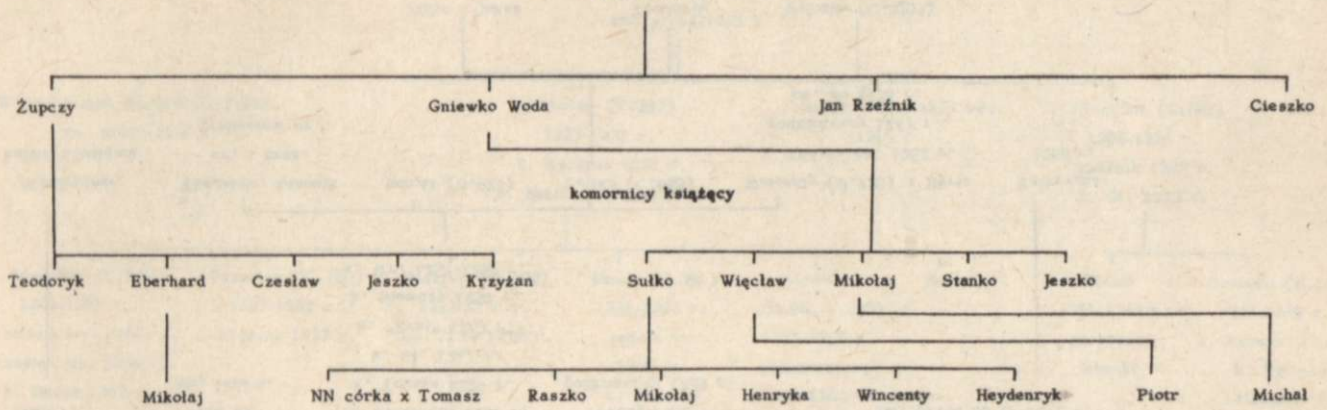 Żupczy Gniewko Woda Jan Rzeźnik Cieszko
komornicy książęcy
Teodoryk Eberhard Czesław Jeszko Krzyżan Sułko Więcław Mikołaj Stanko Jeszko
Mikołaj NN córka x Tomasz Raszko Mikołaj Henryka Wincenty Heydenryk Piotr Michał